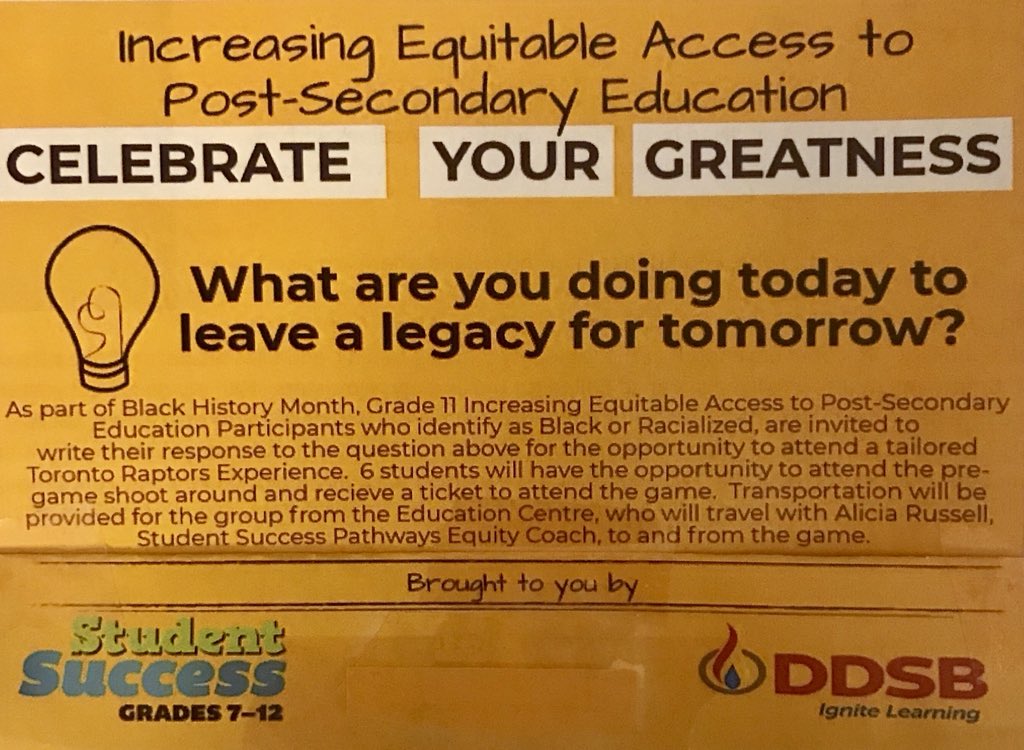 Increasing Equitable Access to
Post-Secondary Education
CELEBRATE YOUR GREATNESS
What are you doing today to
leave a legacy for tomorrow?
As part of Black History Month, Grade 11 Increasing Equitable Access to Post-Secondary
Education Participants who identify as Black or Racialized, are invited to
write their response to the question above for the opportunity to attend a tailored
Toronto Raptors Experience. 6 students will have the opportunity to attend the pre-
game shoot around and recieve a ticket to attend the game. Transportation will be
provided for the group from the Education Centre, who will travel with Alicia Russell,
Student Success Pathways Equity Coach, to and from the game.
Brought to you by
Student
Success
GRADES 7–12
DDSB
Ignite Learning